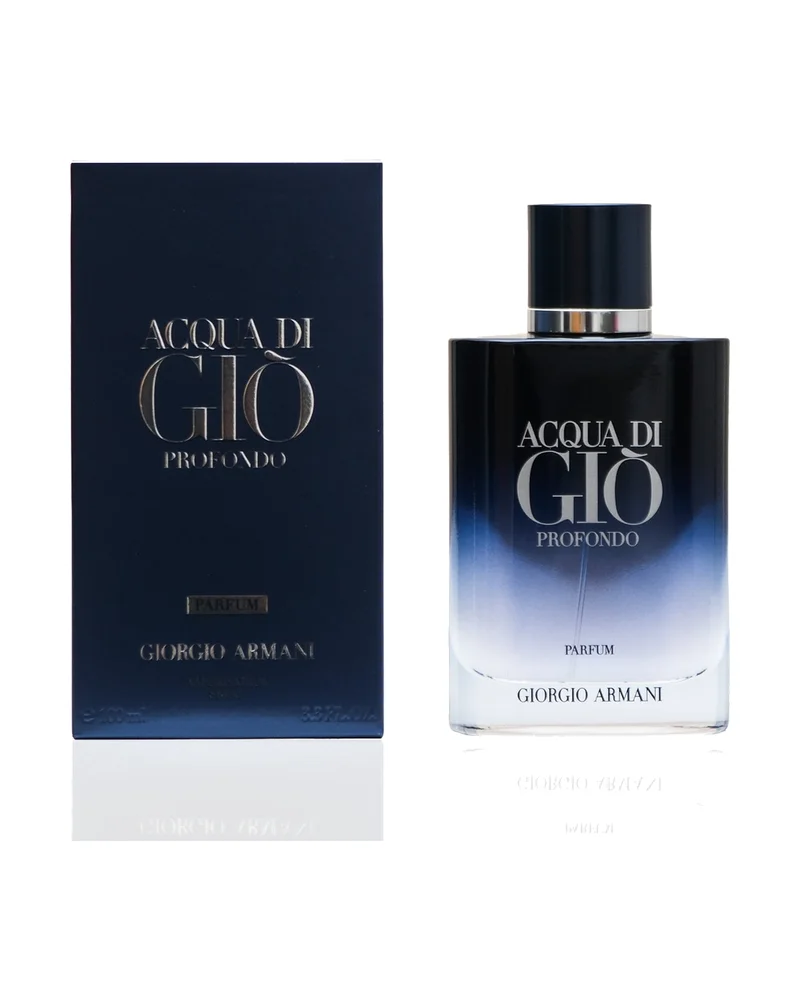 ACQUA DI
GIÒ
PROFONDO
PARFUM
GIORGIO ARMANI
ACQUA DI
GIÒ
PROFONDO
PARFUM
GIORGIO ARMANI